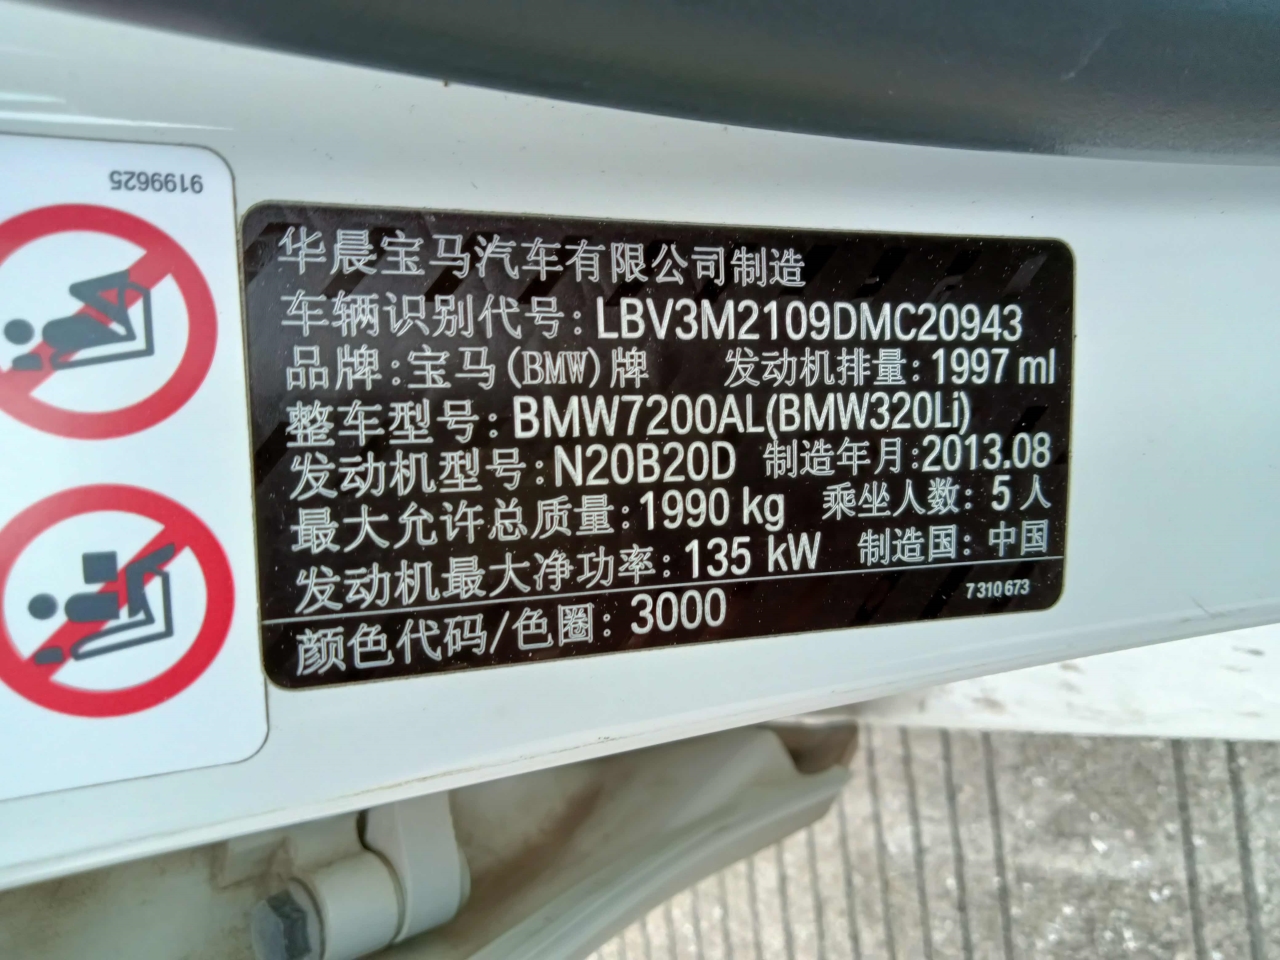 9199625
华晨宝马汽车有限公司制造
车辆识别代号: LBV3M2109DMC20943
品牌:宝马(BMW)牌 发动机排量: 1997 ml
整车型号: BMW7200AL(BMW320Li)
发动机型号: N20B20D 制造年月:2013.08
最大允许总质量:1990 kg 乘坐人数: 5 人
发动机最大净功率: 135 kW 制造国: 中国
7 310 673
颜色代码/色圈: 3000